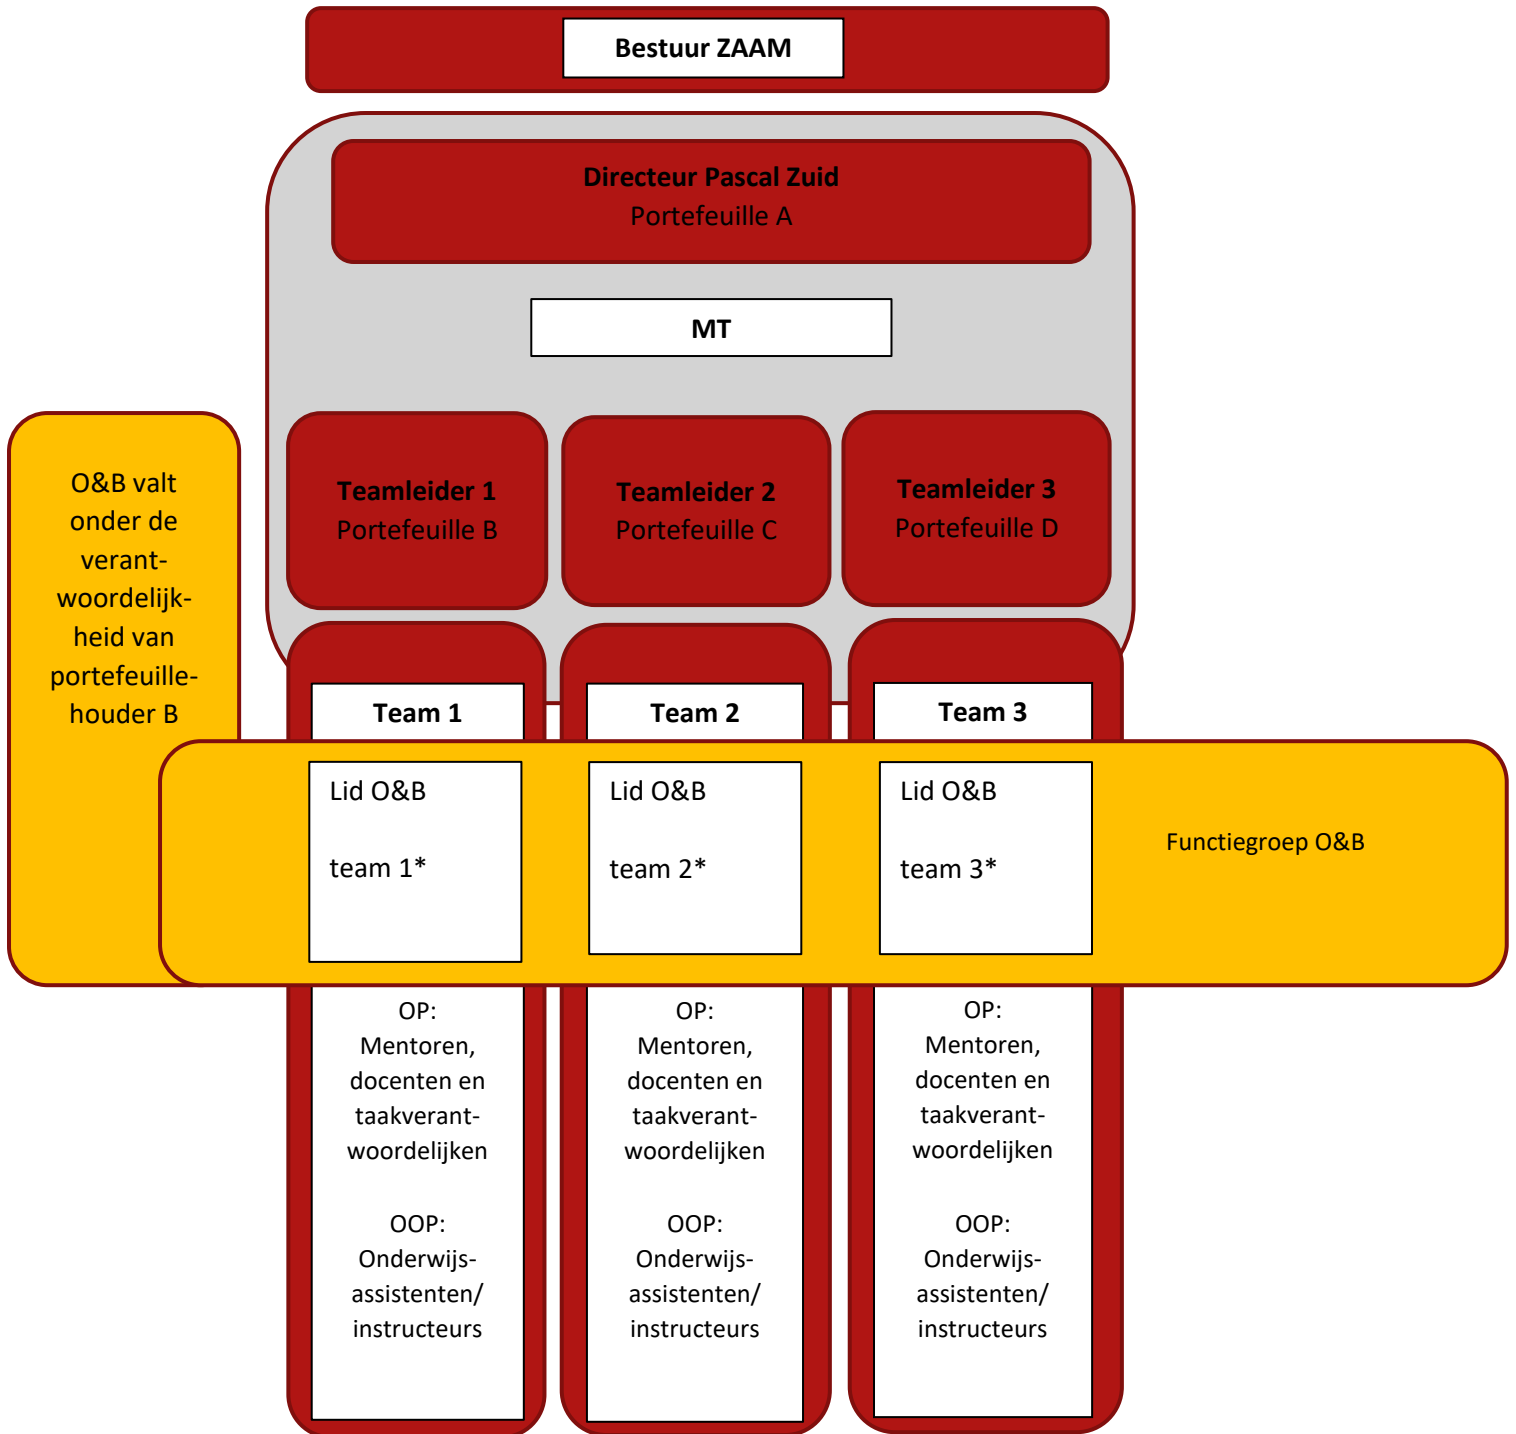 Bestuur ZAAM
Directeur Pascal Zuid
Portefeuille A
MT
O&B valt
onder de
verant-
woordelijk-
heid van
portefeuille-
houder B
Teamleider 1
Portefeuille B
Teamleider 2
Portefeuille C
Teamleider 3
Portefeuille D
Team 1
Team 2
Team 3
Lid O&B
team 1*
Lid O&B
team 2*
Lid O&B
team 3*
Functiegroep O&B
OP:
Mentoren,
docenten en
taakverant-
woordelijken
OOP:
Onderwijs-
assistenten/
instructeurs
OP:
Mentoren,
docenten en
taakverant-
woordelijken
OOP:
Onderwijs-
assistenten/
instructeurs
OP:
Mentoren,
docenten en
taakverant-
woordelijken
OOP:
Onderwijs-
assistenten/
instructeurs